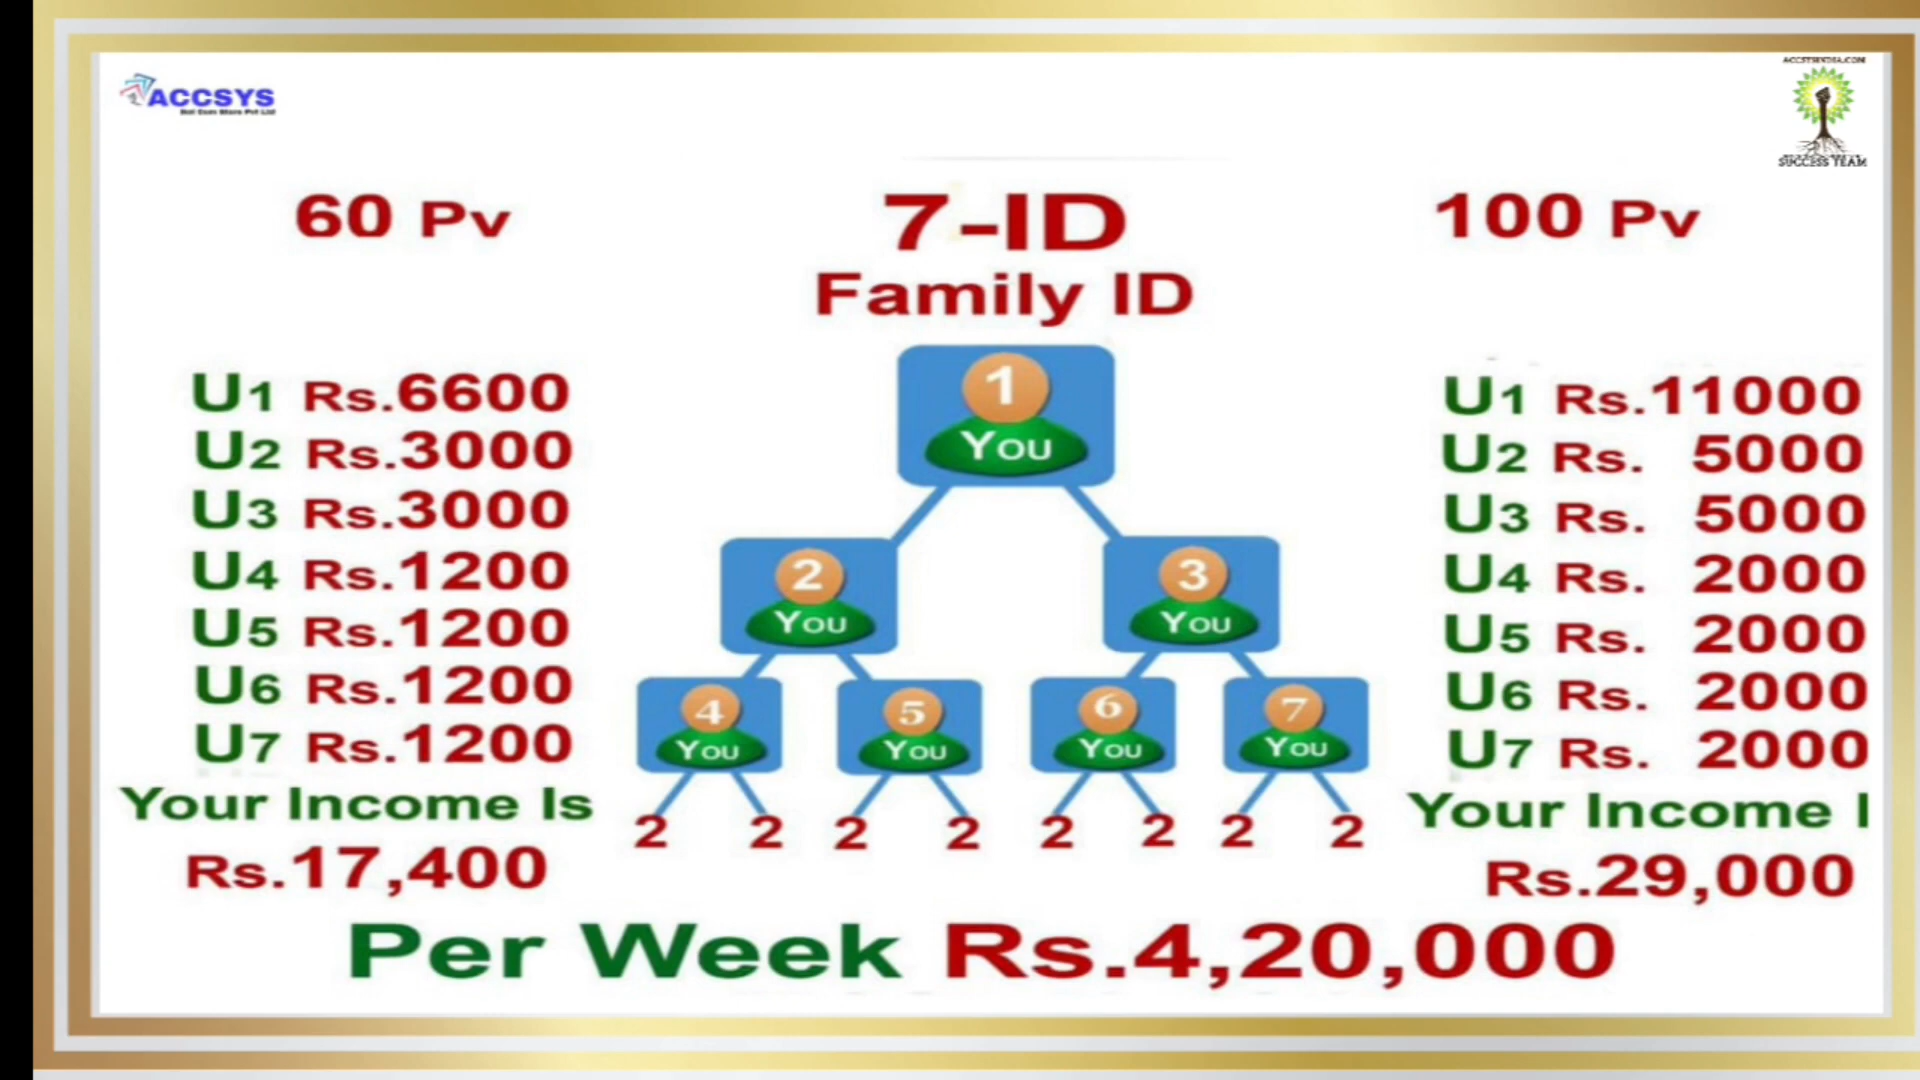 ACCSYS
ACCSYSINDIA.COM
SUCCESS TEAM
60 Pv
7-ID
Family ID
100 Pv
U1 Rs.6600
U2 Rs.3000
U3 Rs.3000
U4 Rs.1200
U5 Rs.1200
U6 Rs.1200
U7 Rs.1200
Your Income Is
Rs.17,400
1
You
2
You
3
You
4
You
5
You
6
You
7
You
2 2 2 2 2 2 2 2
U1 Rs.11000
U2 Rs. 5000
U3 Rs. 5000
U4 Rs. 2000
U5 Rs. 2000
U6 Rs. 2000
U7 Rs. 2000
Your Income I
Rs.29,000
Per Week Rs.4,20,000